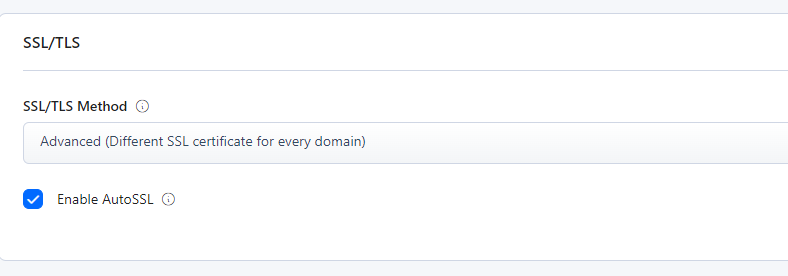 SSL/TLS
SSL/TLS Method
Advanced (Different SSL certificate for every domain)
Enable AutoSSL